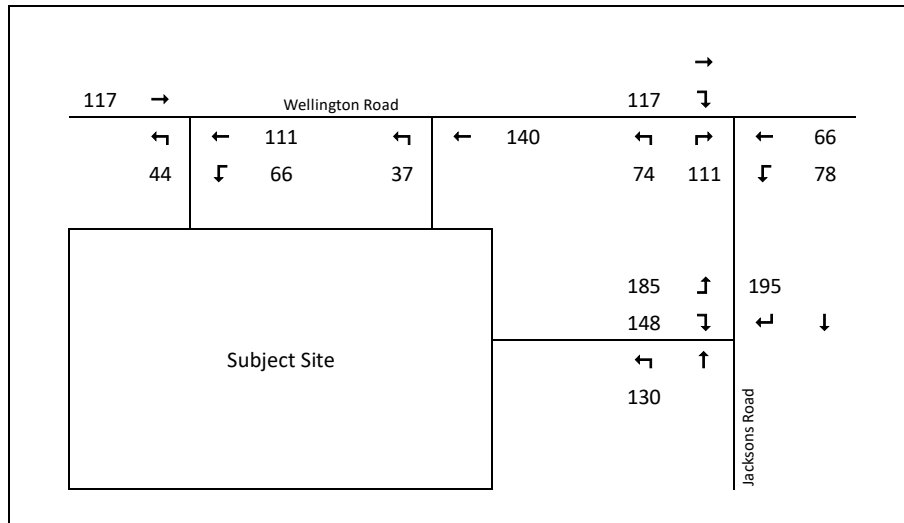 117 Wellington Road 117
111 140 66
44 66 37 74 111 78
185 195
148
Subject Site
130
Jacksons Road